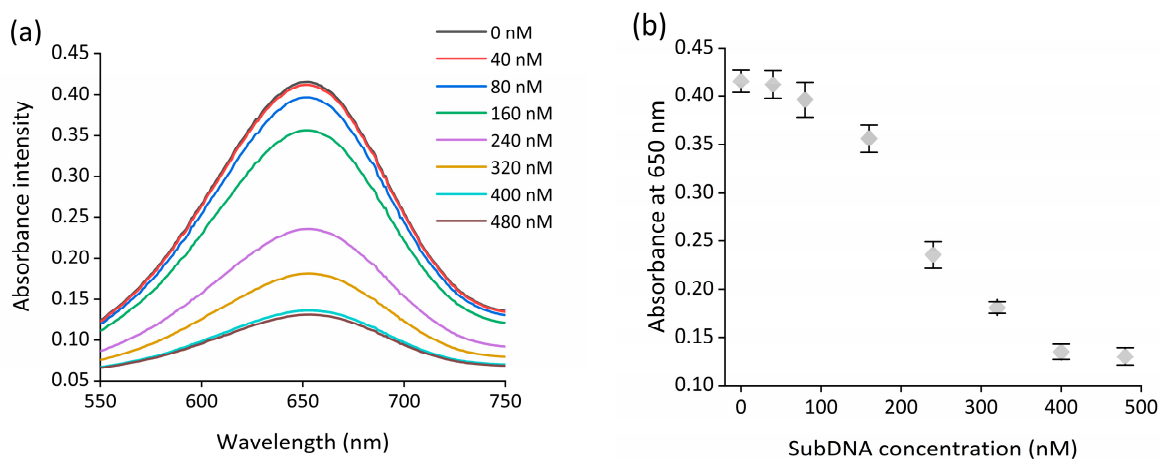 (a)
0 nM
40 nM
80 nM
160 nM
240 nM
320 nM
400 nM
480 nM
Absorbance intensity
0.45
0.40
0.35
0.30
0.25
0.20
0.15
0.10
0.05
550
600
650
700
750
Wavelength (nm)
(b)
Absorbance at 650 nm
0.45
0.40
0.35
0.30
0.25
0.20
0.15
0.10
0
100
200
300
400
500
SubDNA concentration (nM)